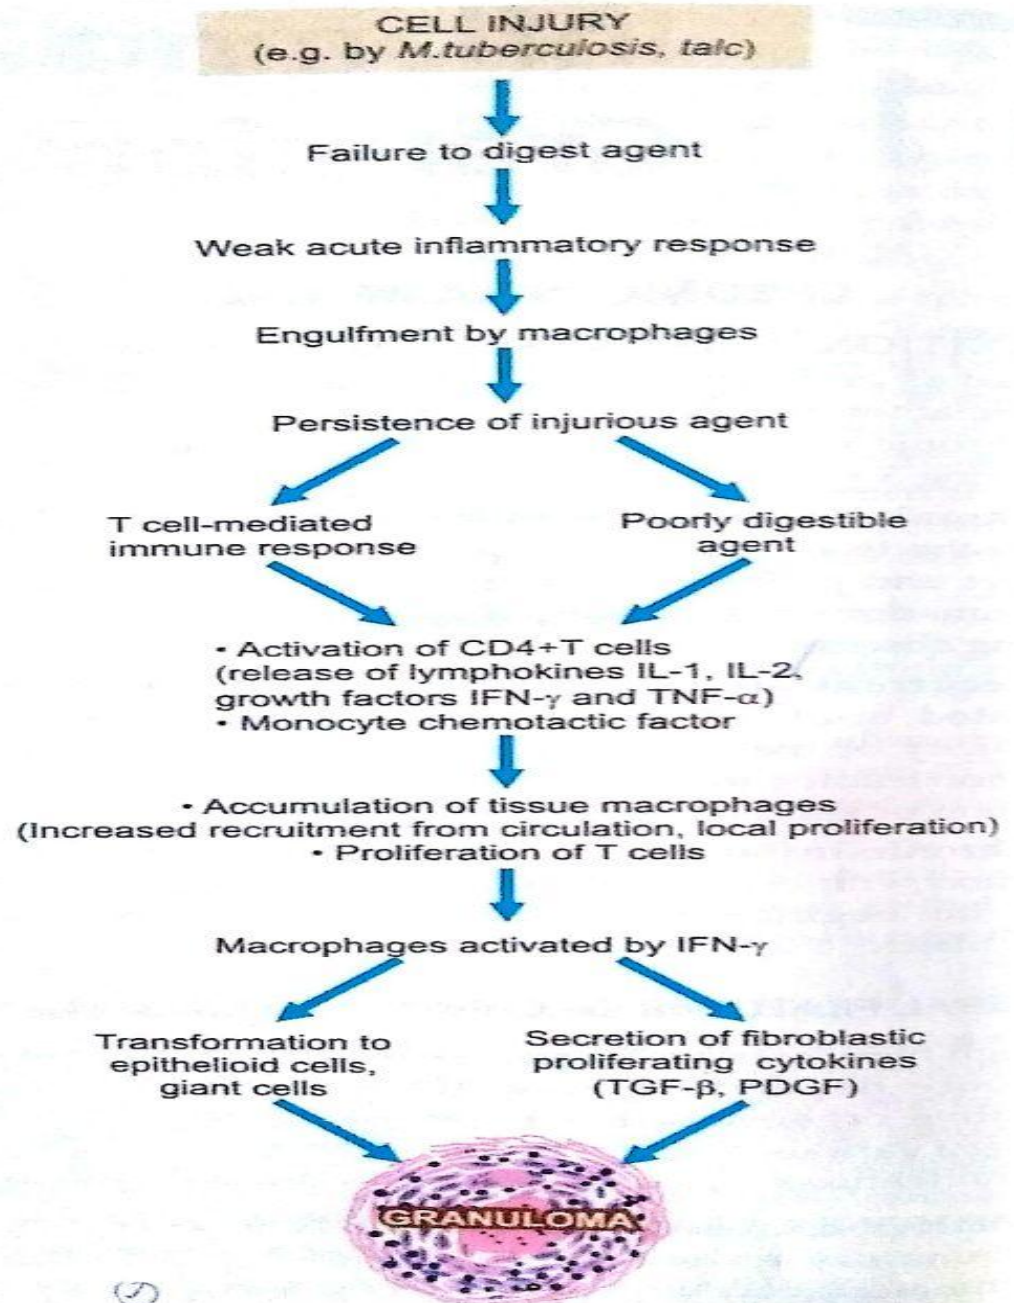 CELL INJURY
(e.g. by M.tuberculosis, talc)
Failure to digest agent
Weak acute inflammatory response
Engulfment by macrophages
Persistence of injurious agent
T cell-mediated
immune response
Poorly digestible
agent
• Activation of CD4+T cells
(release of lymphokines IL-1, IL-2,
growth factors IFN-γ and TNF-α)
• Monocyte chemotactic factor
• Accumulation of tissue macrophages
(Increased recruitment from circulation, local proliferation)
• Proliferation of T cells
Macrophages activated by IFN-γ
Transformation to
epithelioid cells,
giant cells
Secretion of fibroblastic
proliferating cytokines
(TGF-β, PDGF)
GRANULOMA